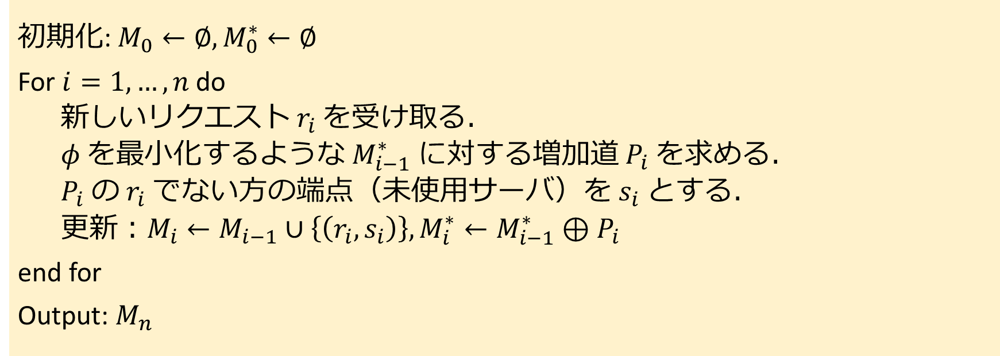 初期化: $M_0 \leftarrow \emptyset, M_0^* \leftarrow \emptyset$
For $i = 1, \ldots, n$ do
新しいリクエスト $r_i$ を受け取る.
$\phi$ を最小化するような $M_{i-1}^*$ に対する増加道 $P_i$ を求める.
$P_i$ の $r_i$ でない方の端点（未使用サーバ）を $s_i$ とする.
更新：$M_i \leftarrow M_{i-1} \cup \{(r_i, s_i)\}, M_i^* \leftarrow M_{i-1}^* \oplus P_i$
end for
Output: $M_n$